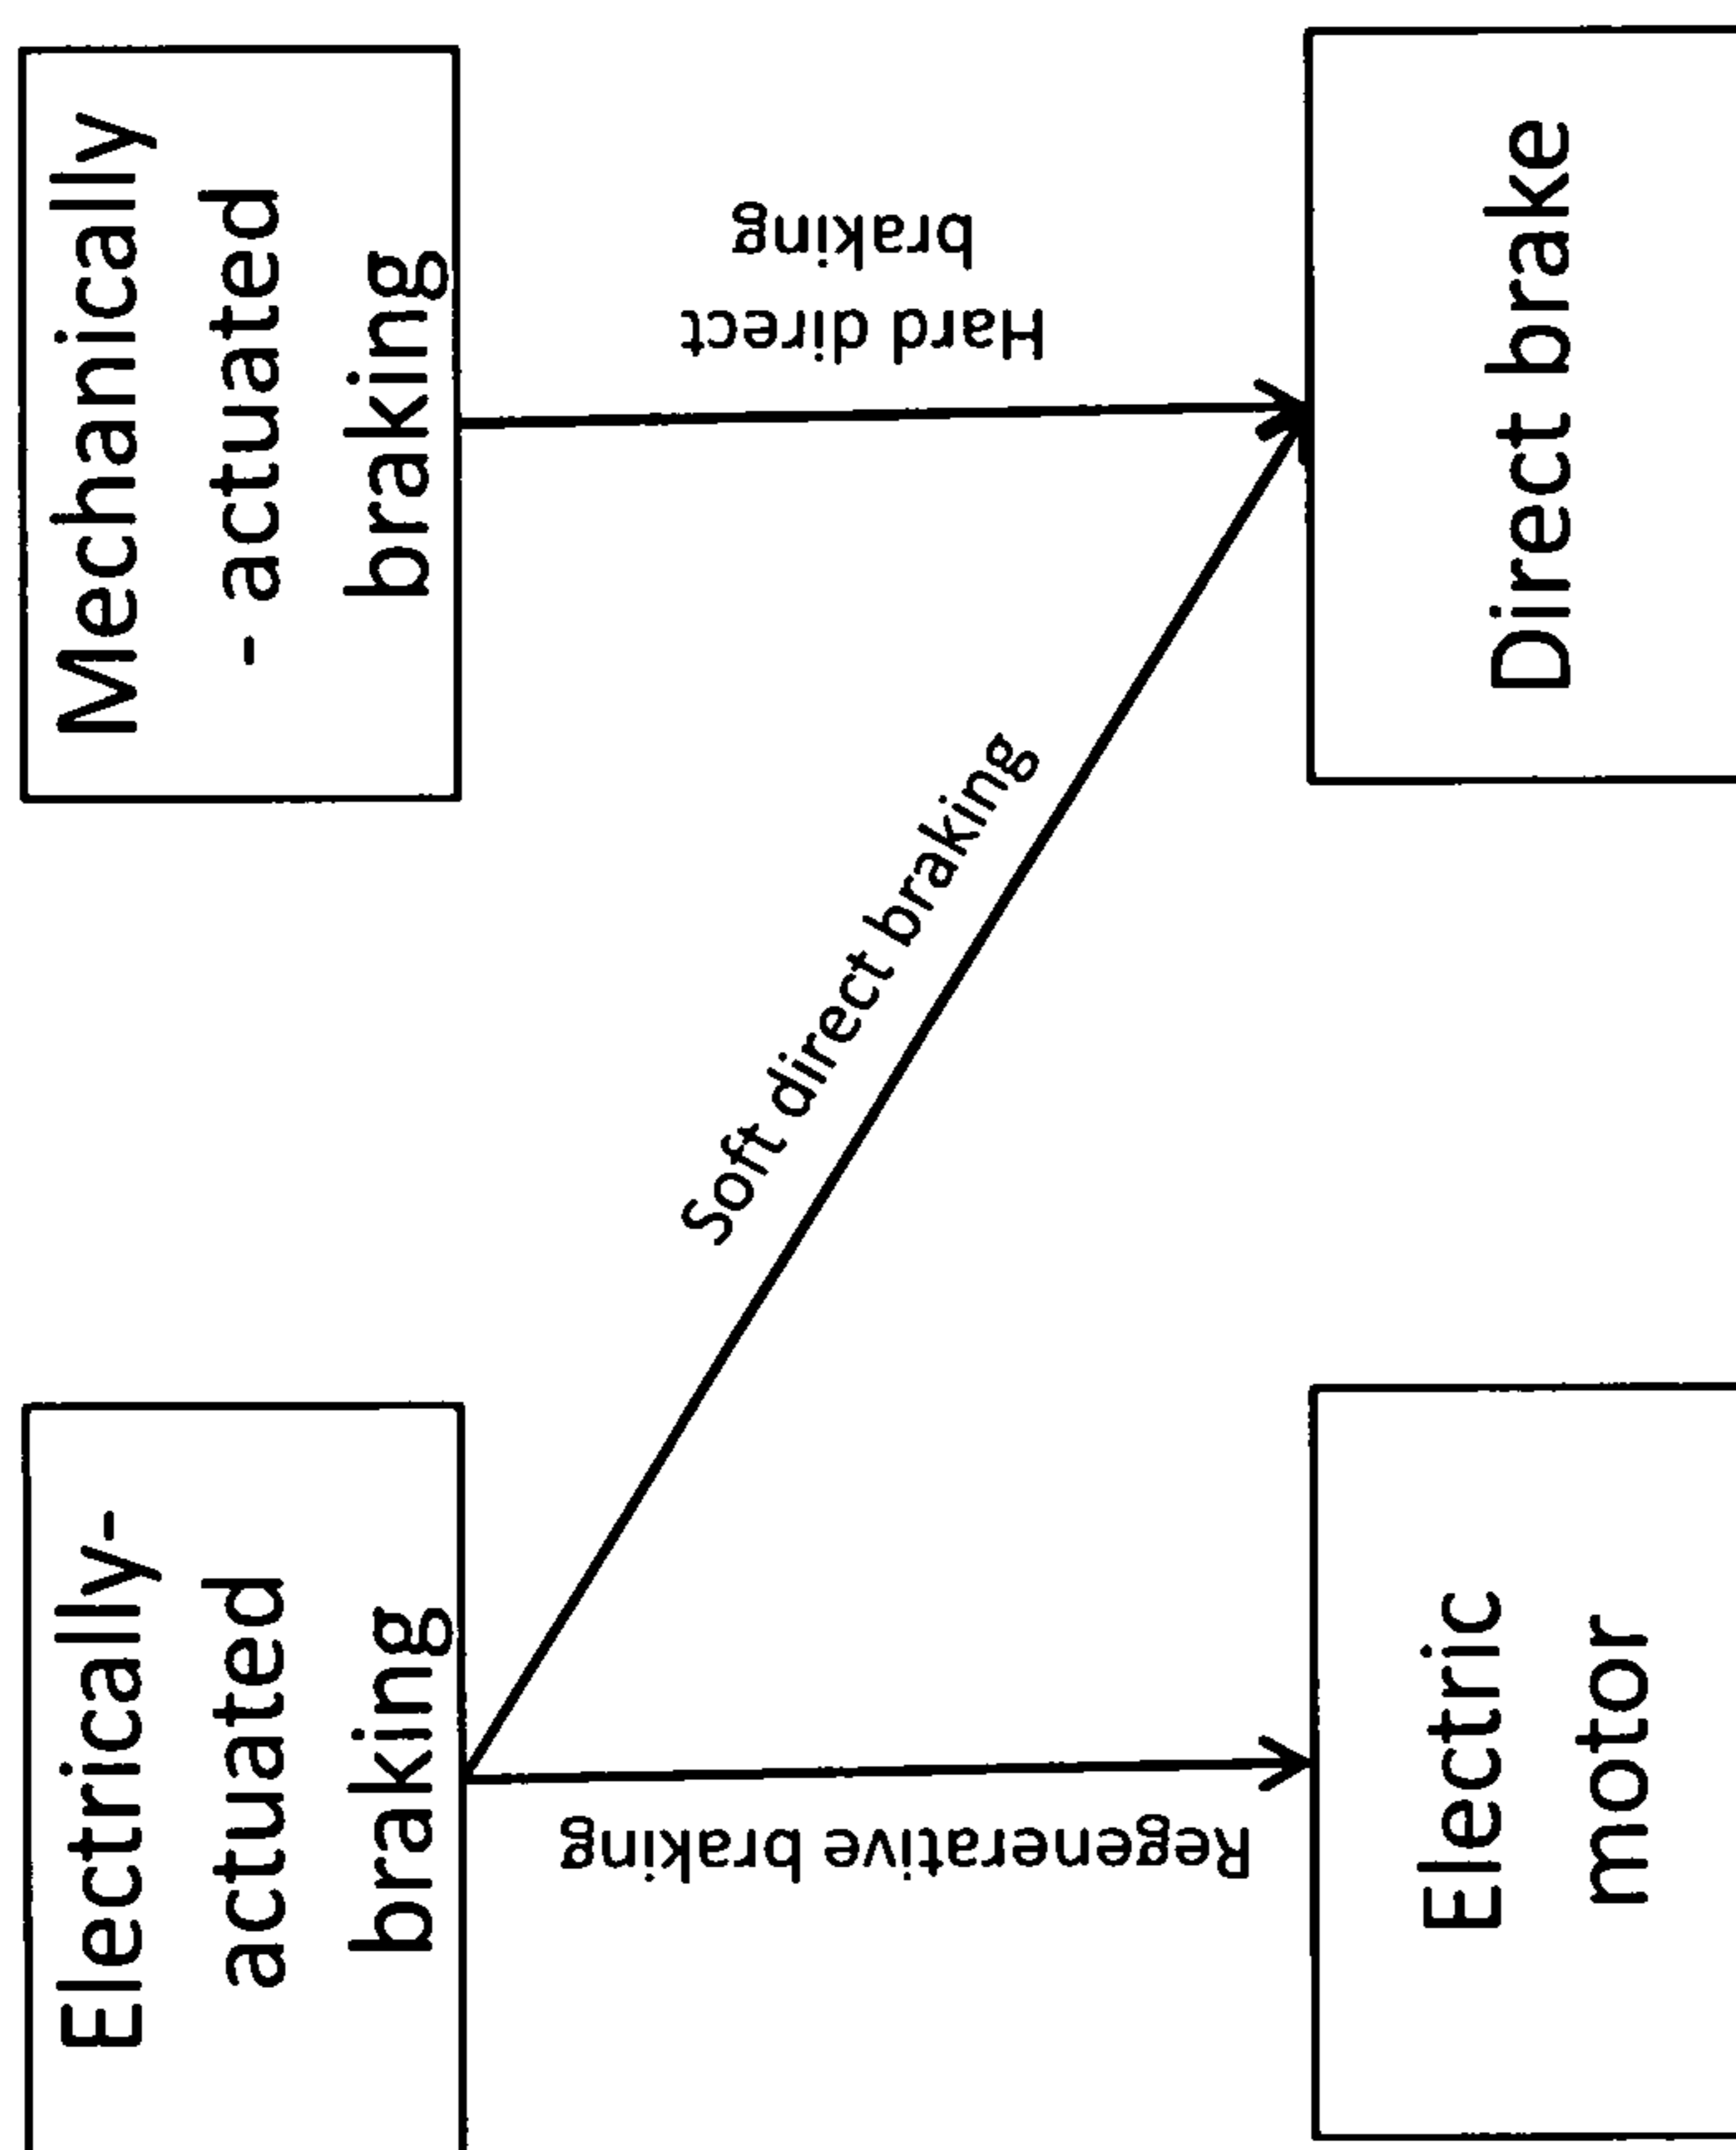 Electrically-
actuated
braking
Mechanically
- actuated
braking
Regenerative braking
Soft direct braking
Hard direct
braking
Electric
motor
Direct brake